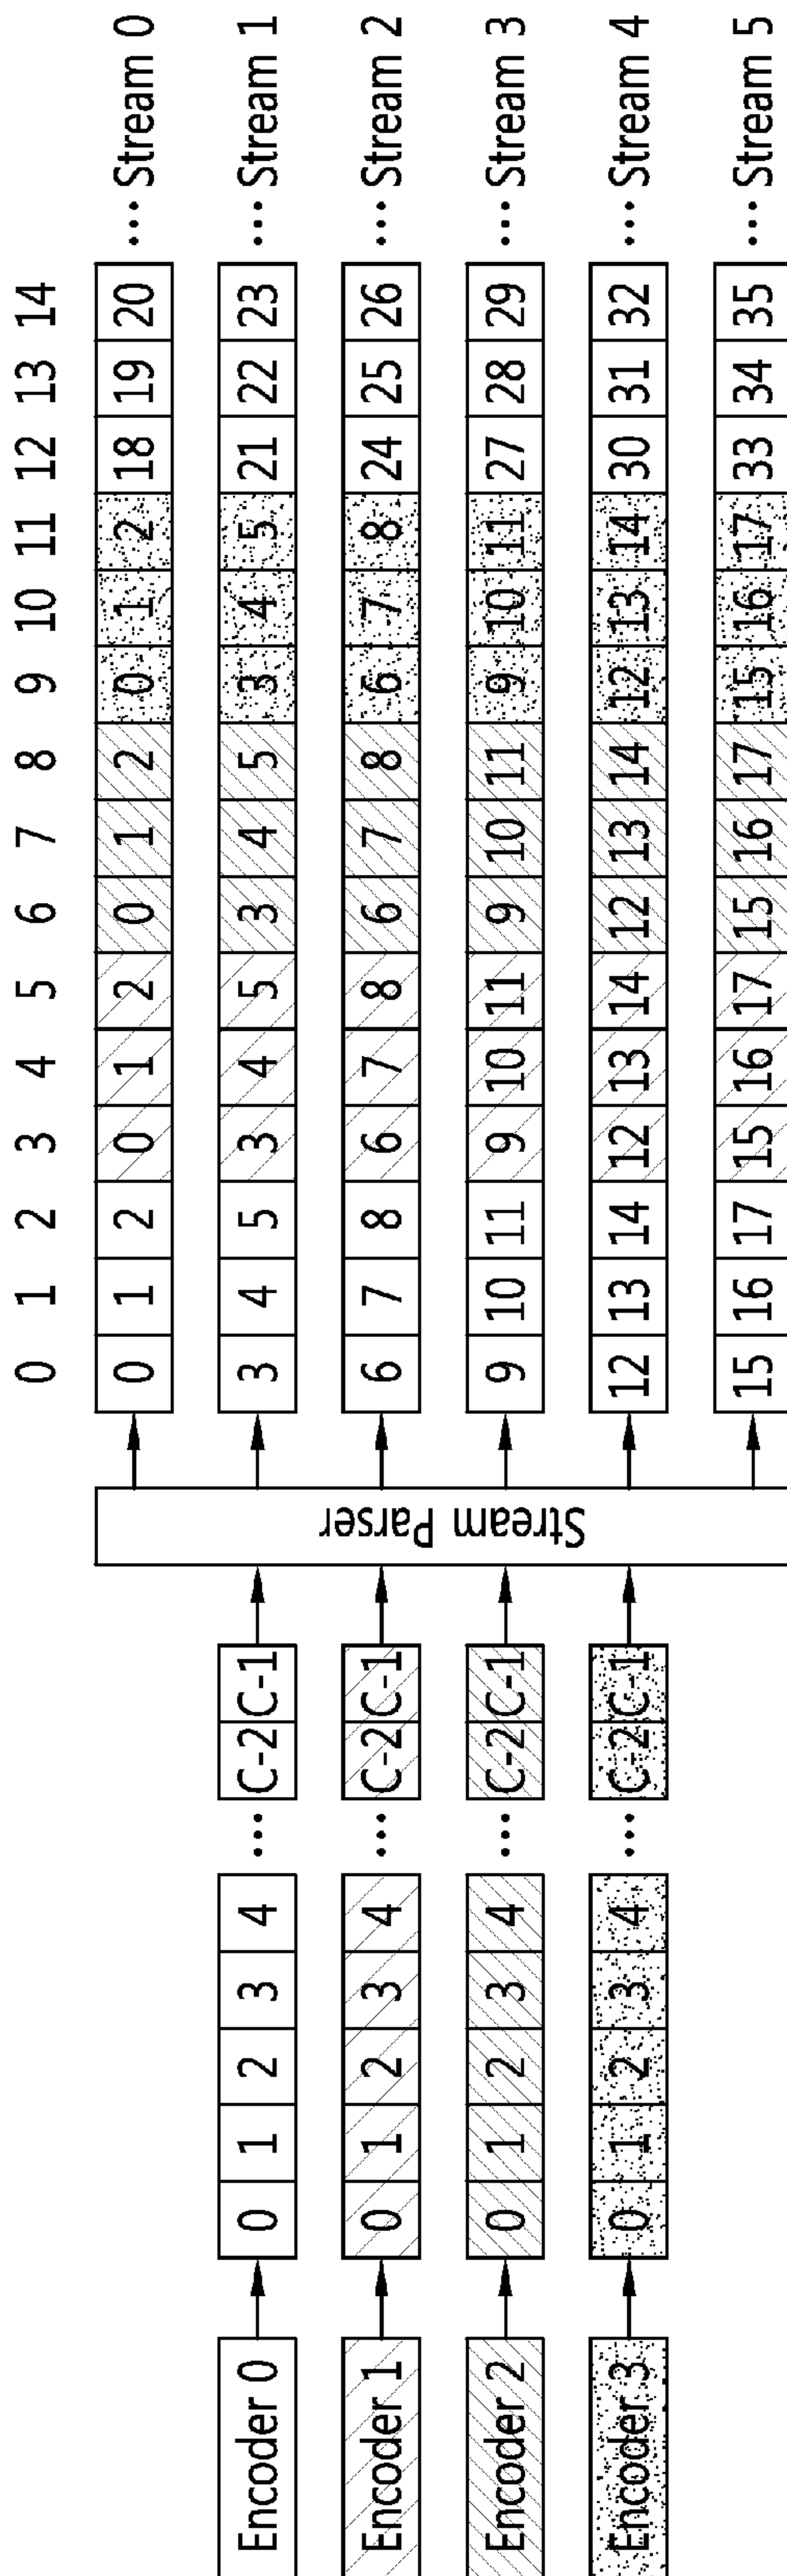 0 1 2 3 4 5 6 7 8 9 10 11 12 13 14
0 1 2 0 1 2 0 1 2 0 1 2 18 19 20 ... Stream 0
Encoder 0 0 1 2 3 4 ... C-2 C-1 3 4 5 3 4 5 3 4 5 3 4 5 21 22 23 ... Stream 1
Encoder 1 0 1 2 3 4 ... C-2 C-1 6 7 8 6 7 8 6 7 8 6 7 8 24 25 26 ... Stream 2
Stream Parser
Encoder 2 0 1 2 3 4 ... C-2 C-1 9 10 11 9 10 11 9 10 11 9 10 11 27 28 29 ... Stream 3
Encoder 3 0 1 2 3 4 ... C-2 C-1 12 13 14 12 13 14 12 13 14 12 13 14 30 31 32 ... Stream 4
15 16 17 15 16 17 15 16 17 15 16 17 33 34 35 ... Stream 5